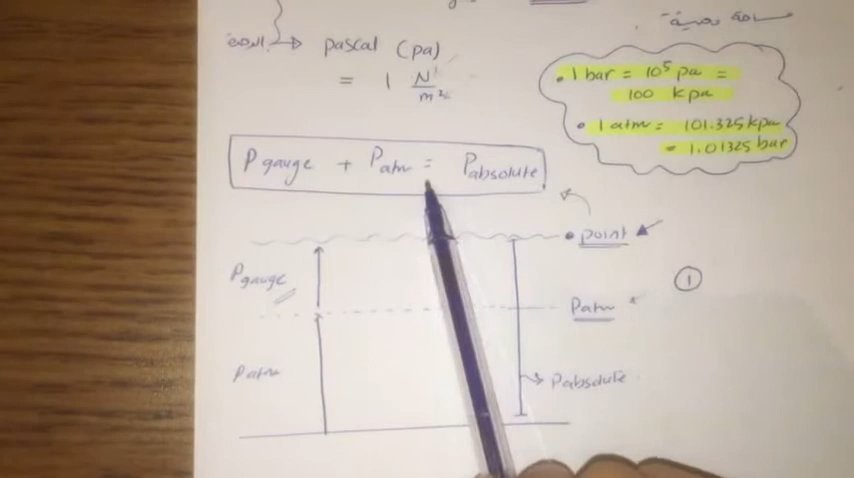 pascal (pa)
= 1 N / m²
• 1 bar = 10⁵ pa =
100 kpa
• 1 atm = 101.325 kpa
= 1.01325 bar
Pgauge + Patm = Pabsolute
• point
Pgauge
①
Patm
Patm
Pabsolute